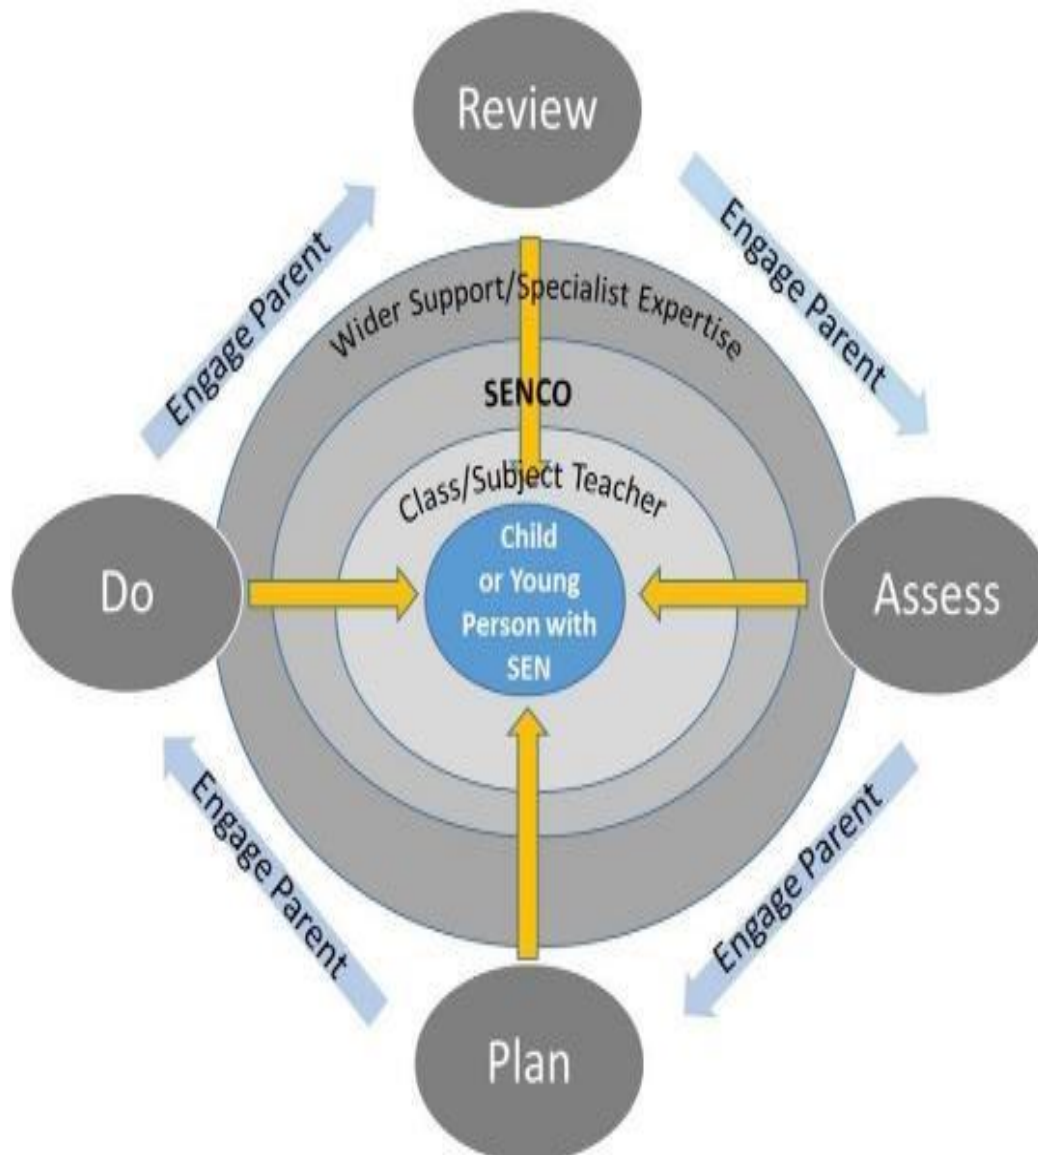 Review
Engage Parent
Engage Parent
Wider Support/Specialist Expertise
SENCO
Class/Subject Teacher
Child
or Young
Person with
SEN
Do
Assess
Engage Parent
Engage Parent
Plan